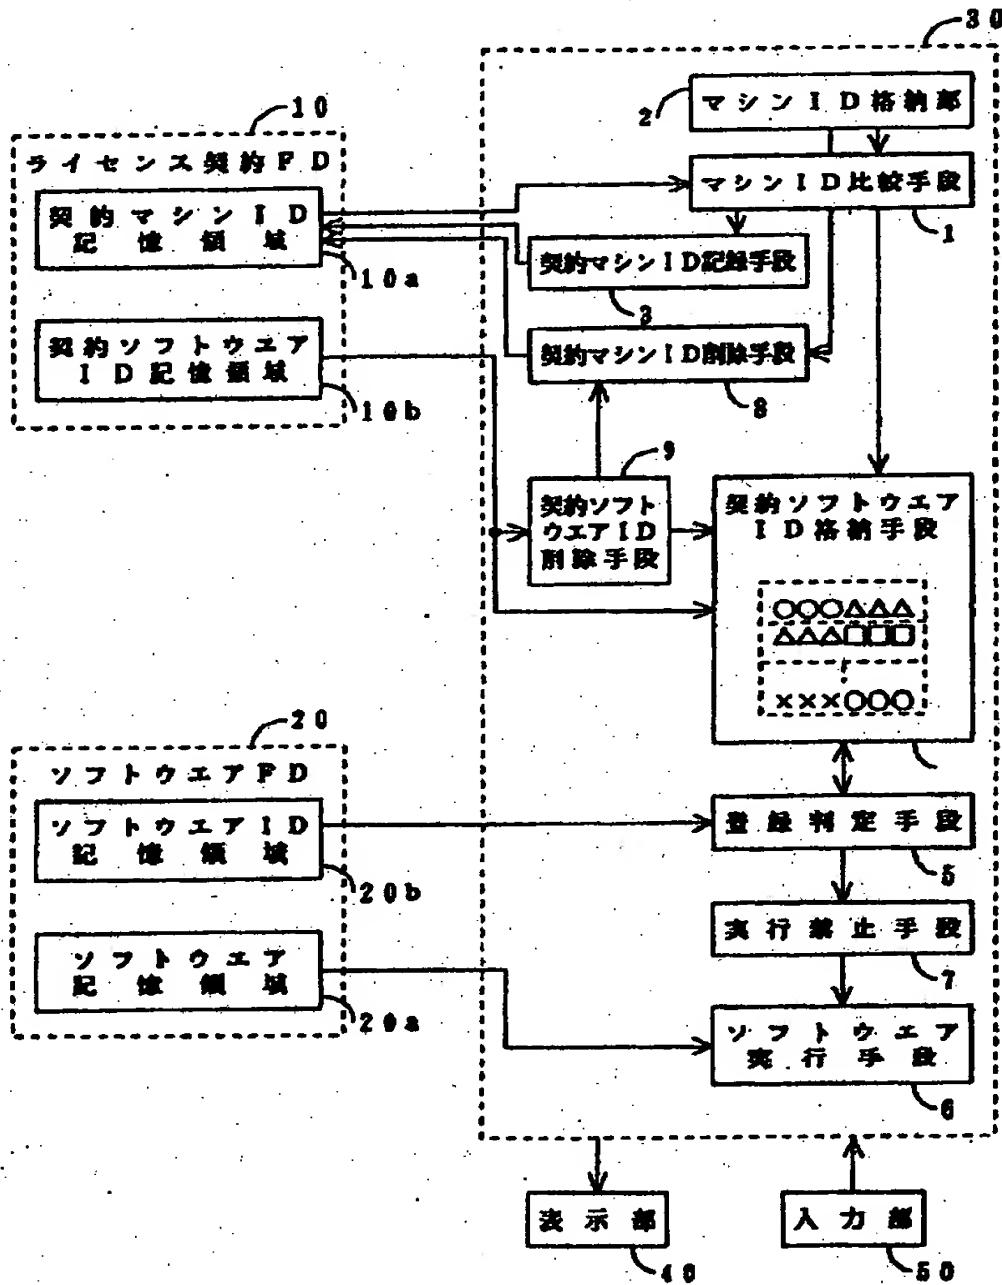 30
2
マシンID格納部
10
ライセンス契約FD
契約マシンID
記憶領域
10a
マシンID比較手段
1
契約マシンID記録手段
3
契約ソフトウエア
ID記憶領域
10b
契約マシンID削除手段
8
9
契約ソフト
ウエアID
削除手段
契約ソフトウエア
ID格納手段
○○○△△△
△△△□□□
×××○○○
20
ソフトウエアFD
ソフトウエアID
記憶領域
20b
登録判定手段
5
実行禁止手段
7
ソフトウエア
記憶領域
20a
ソフトウエア
実行手段
6
表示部
40
入力部
50